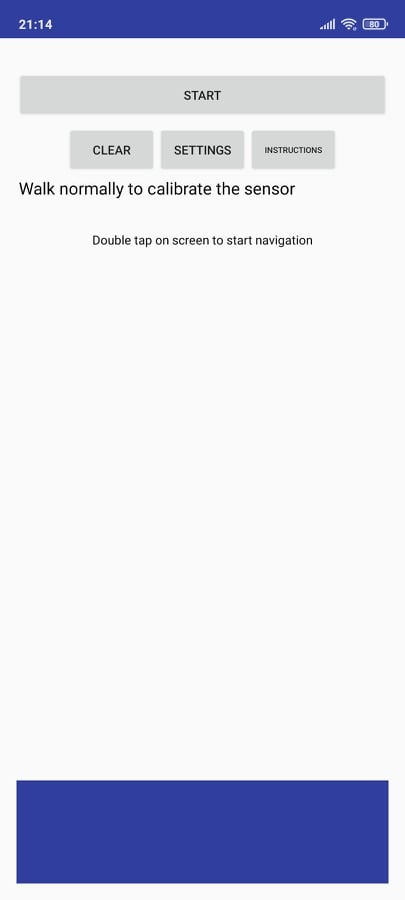 21:14
80
START
CLEAR SETTINGS INSTRUCTIONS
Walk normally to calibrate the sensor
Double tap on screen to start navigation